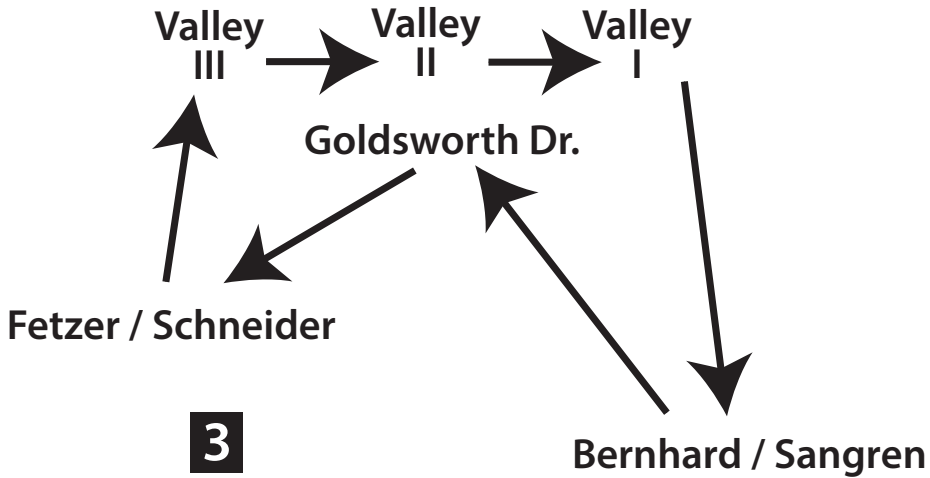 Valley
III
Valley
II
Valley
I
Goldsworth Dr.
Fetzer / Schneider
3
Bernhard / Sangren